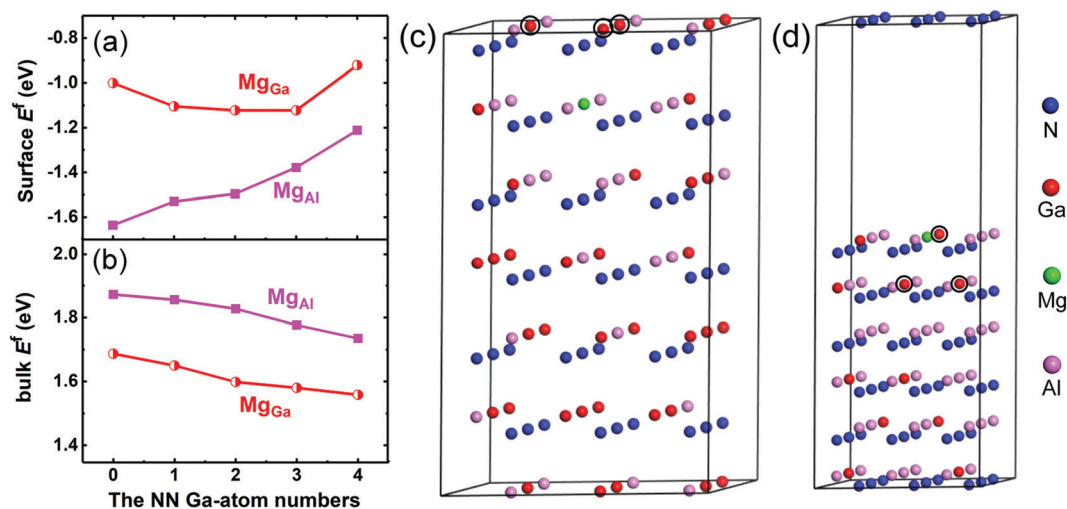 (a)
-0.8
-1.0
-1.2
-1.4
-1.6
Surface E^f (eV)
Mg_Ga
Mg_Al
(b)
2.0
1.8
1.6
1.4
bulk E^f (eV)
Mg_Al
Mg_Ga
0 1 2 3 4
The NN Ga-atom numbers
(c)
(d)
N
Ga
Mg
Al